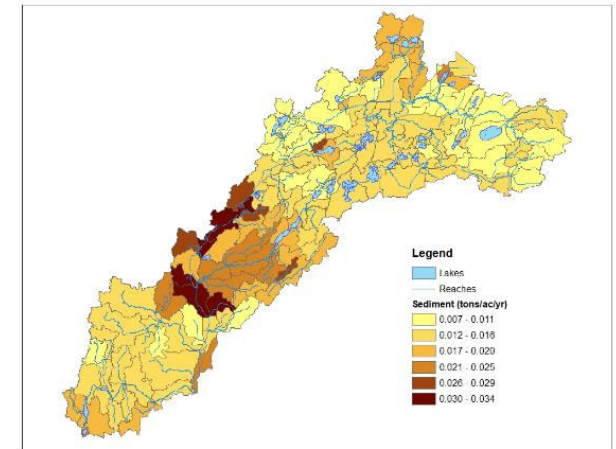 Legend
Lakes
Reaches
Sediment (tons/ac/yr)
0.007 - 0.011
0.012 - 0.016
0.017 - 0.020
0.021 - 0.025
0.026 - 0.029
0.030 - 0.034